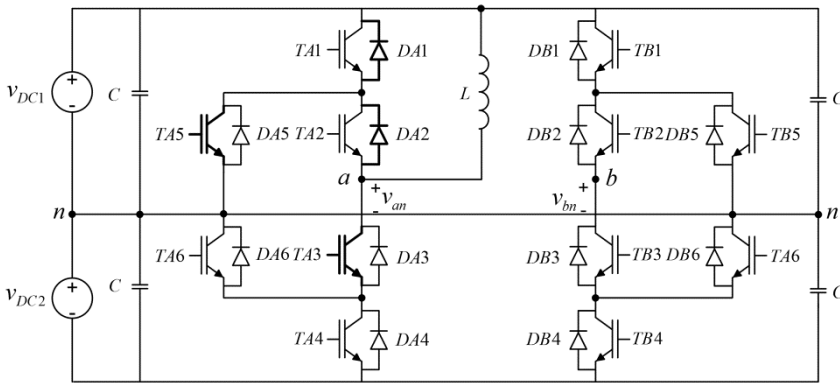 TA1 DA1 DB1 TB1
v_DC1 + - C L C
TA5 DA5 TA2 DA2 DB2 TB2 DB5 TB5
a + v_an - + v_bn - b
n n
TA6 DA6 TA3 DA3 DB3 TB3 DB6 TA6
v_DC2 + - C C
TA4 DA4 DB4 TB4